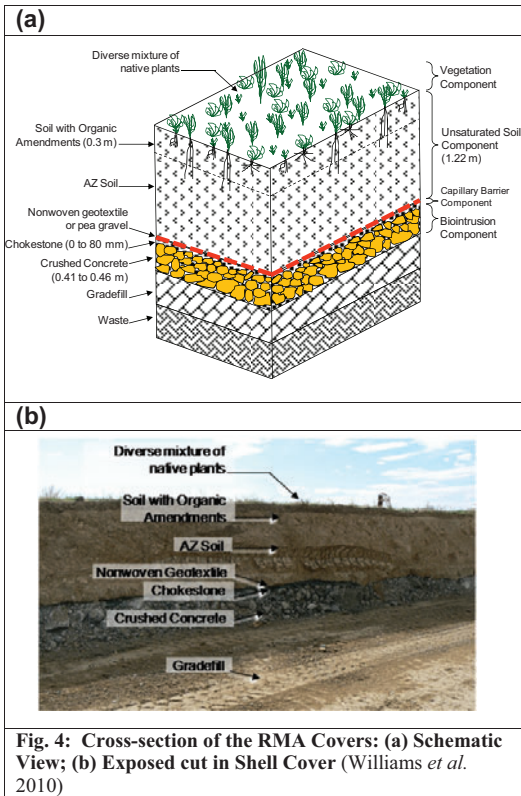 (a)
Diverse mixture of
native plants
Vegetation
Component
Soil with Organic
Amendments (0.3 m)
Unsaturated Soil
Component
(1.22 m)
AZ Soil
Capillary Barrier
Component
Nonwoven geotextile
or pea gravel
Biointrusion
Component
Chokestone (0 to 80 mm)
Crushed Concrete
(0.41 to 0.46 m)
Gradefill
Waste
(b)
Diverse mixture of
native plants
Soil with Organic
Amendments
AZ Soil
Nonwoven Geotextile
Chokestone
Crushed Concrete
Gradefill
Fig. 4: Cross-section of the RMA Covers: (a) Schematic
View; (b) Exposed cut in Shell Cover (Williams et al.
2010)